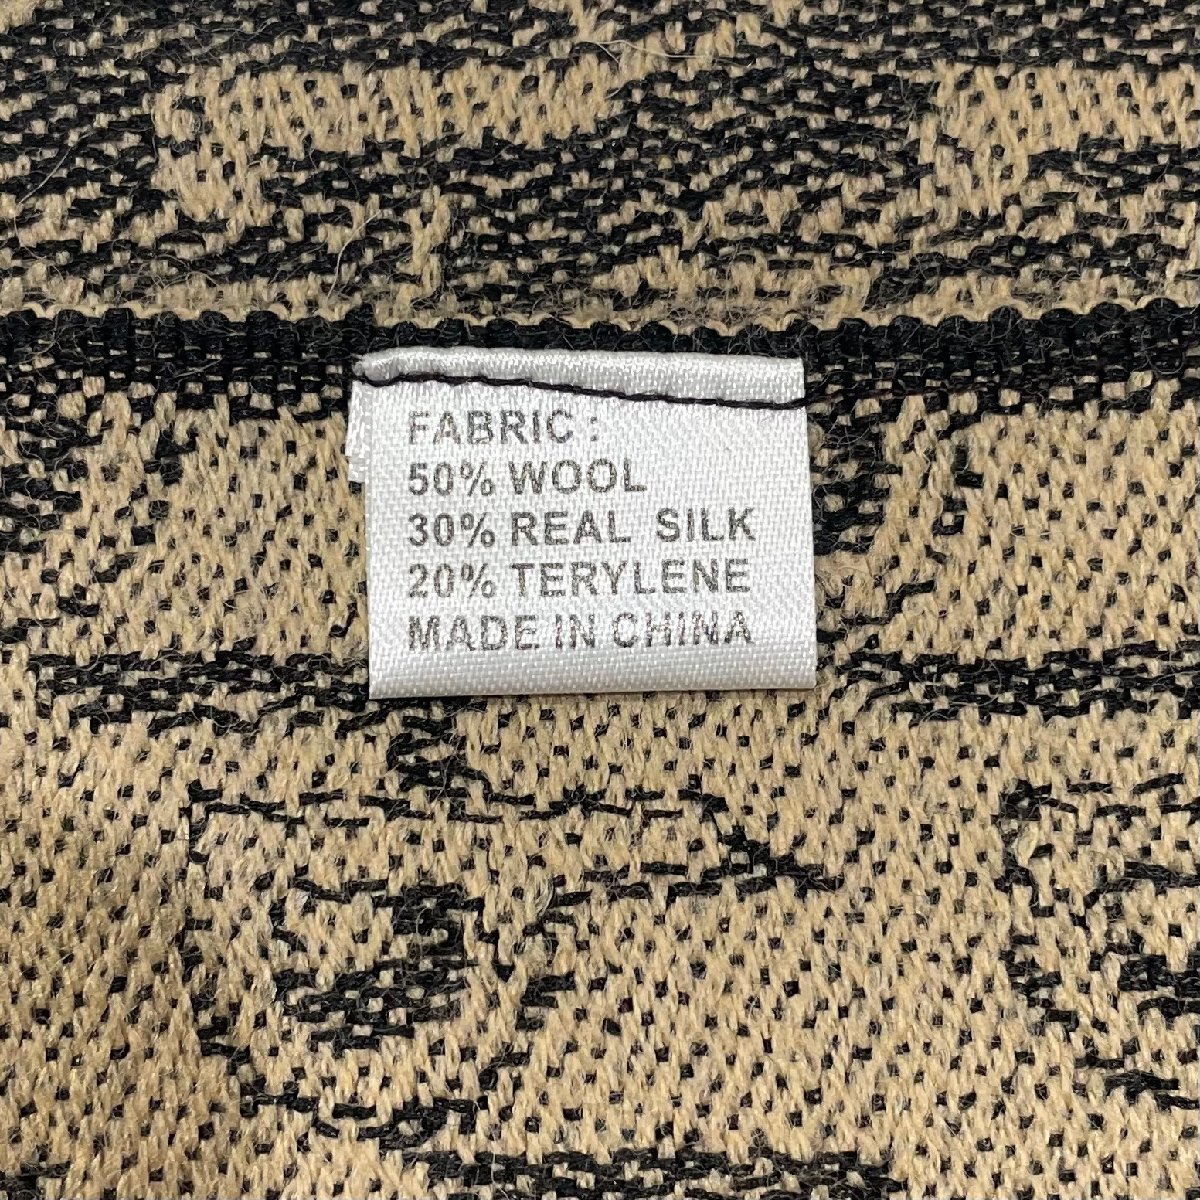 FABRIC :
50% WOOL
30% REAL SILK
20% TERYLENE
MADE IN CHINA